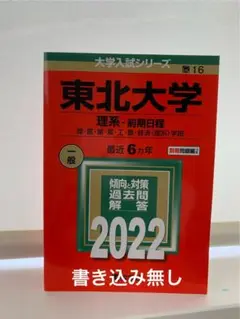 大学入試シリーズ
16
東北大学
理系-前期日程
一般
最近6カ年
傾向と対策
過去問
解答
2022
書き込み無し